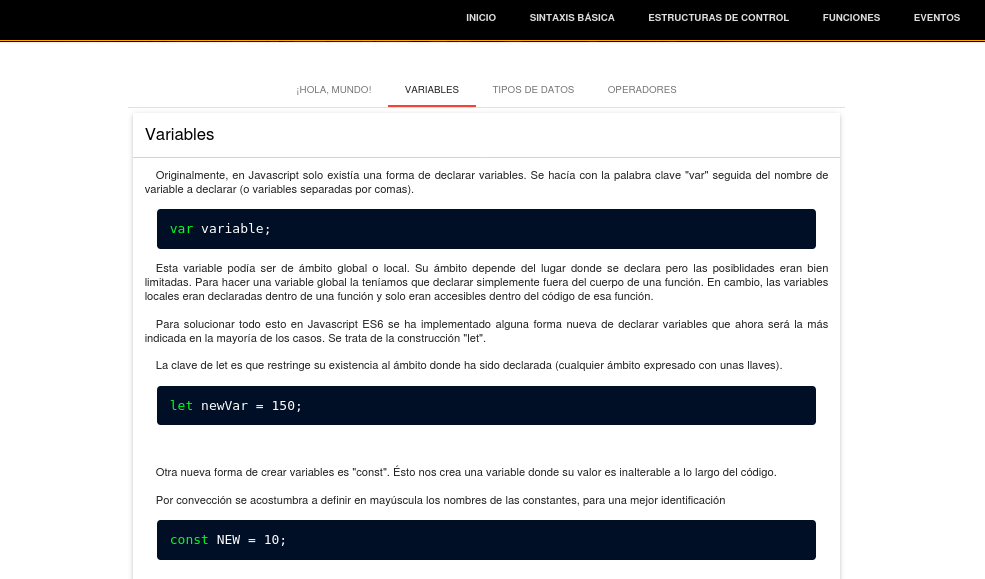 INICIO SINTAXIS BÁSICA ESTRUCTURAS DE CONTROL FUNCIONES EVENTOS
¡HOLA, MUNDO! VARIABLES TIPOS DE DATOS OPERADORES
Variables
Originalmente, en Javascript solo existía una forma de declarar variables. Se hacía con la palabra clave "var" seguida del nombre de
variable a declarar (o variables separadas por comas).
var variable;
Esta variable podía ser de ámbito global o local. Su ámbito depende del lugar donde se declara pero las posiblidades eran bien
limitadas. Para hacer una variable global la teníamos que declarar simplemente fuera del cuerpo de una función. En cambio, las variables
locales eran declaradas dentro de una función y solo eran accesibles dentro del código de esa función.
Para solucionar todo esto en Javascript ES6 se ha implementado alguna forma nueva de declarar variables que ahora será la más
indicada en la mayoría de los casos. Se trata de la construcción "let".
La clave de let es que restringe su existencia al ámbito donde ha sido declarada (cualquier ámbito expresado con unas llaves).
let newVar = 150;
Otra nueva forma de crear variables es "const". Ésto nos crea una variable donde su valor es inalterable a lo largo del código.
Por convección se acostumbra a definir en mayúscula los nombres de las constantes, para una mejor identificación
const NEW = 10;